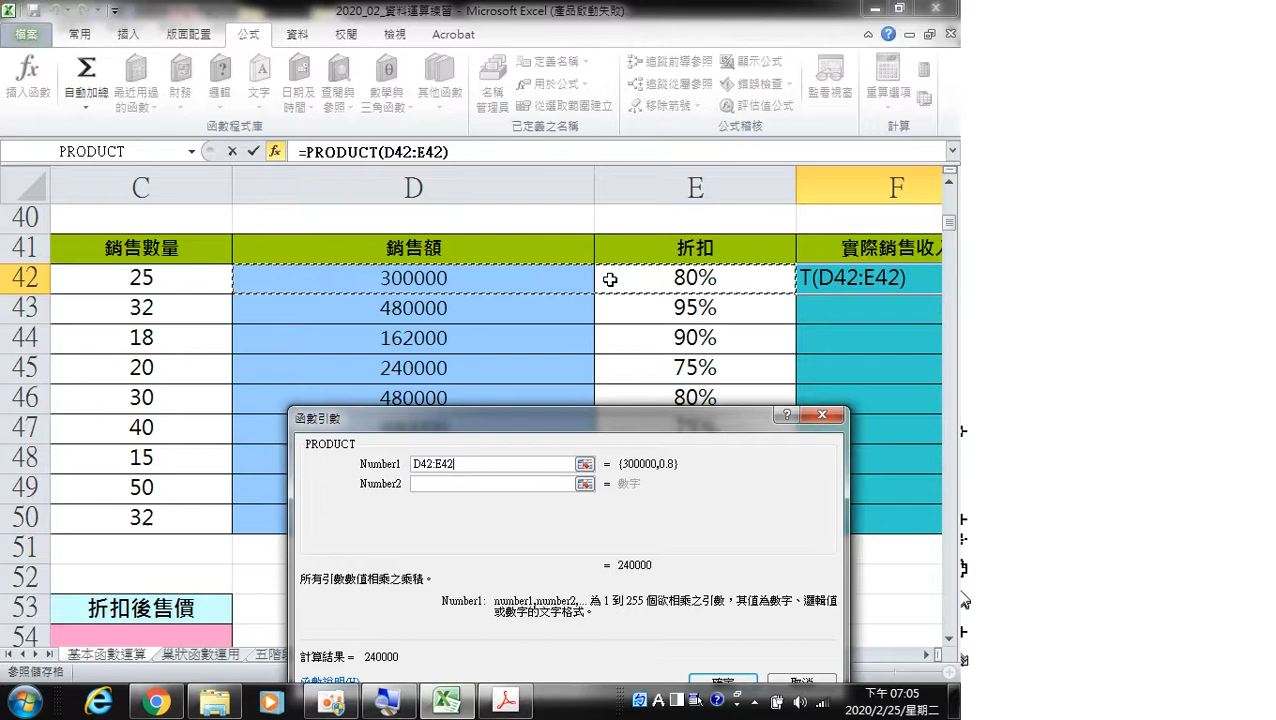 2020_02_資料運算練習 - Microsoft Excel (產品啟動失敗)
檔案 常用 插入 版面配置 公式 資料 校閱 檢視 Acrobat
插入函數
自動加總
最近用過的函數
財務
邏輯
文字
日期及時間
查閱與參照
數學與三角函數
其他函數
函數程式庫
名稱管理員
定義名稱
用於公式
從選取範圍建立
已定義之名稱
追蹤前導參照
追蹤從屬參照
移除箭號
顯示公式
錯誤檢查
評估值公式
公式稽核
監看視窗
重算選項
計算
PRODUCT =PRODUCT(D42:E42)
C D E F
40
41 銷售數量 銷售額 折扣 實際銷售收入
42 25 300000 80% T(D42:E42)
43 32 480000 95%
44 18 162000 90%
45 20 240000 75%
46 30 480000 80%
47 40
48 15
49 50
50 32
51
52
53 折扣後售價
54
函數引數
PRODUCT
Number1 D42:E42 = {300000,0.8}
Number2 = 數字
= 240000
所有引數數值相乘之乘積。
Number1: number1,number2,... 為 1 到 255 個欲相乘之引數，其值為數字、邏輯值
或數字的文字格式。
計算結果 = 240000
函數說明(H)
確定 取消
基本函數運算 巢狀函數運用 五階段
參照儲存格
下午 07:05
2020/2/25/星期二